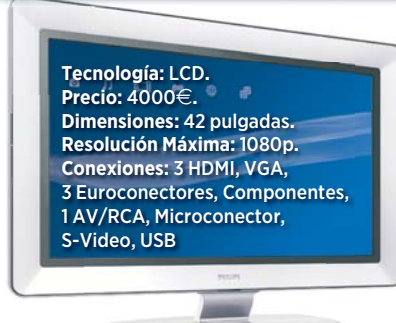 Tecnología: LCD.
Precio: 4000€.
Dimensiones: 42 pulgadas.
Resolución Máxima: 1080p.
Conexiones: 3 HDMI, VGA,
3 Euroconectores, Componentes,
1 AV/RCA, Microconector,
S-Video, USB
PHILIPS